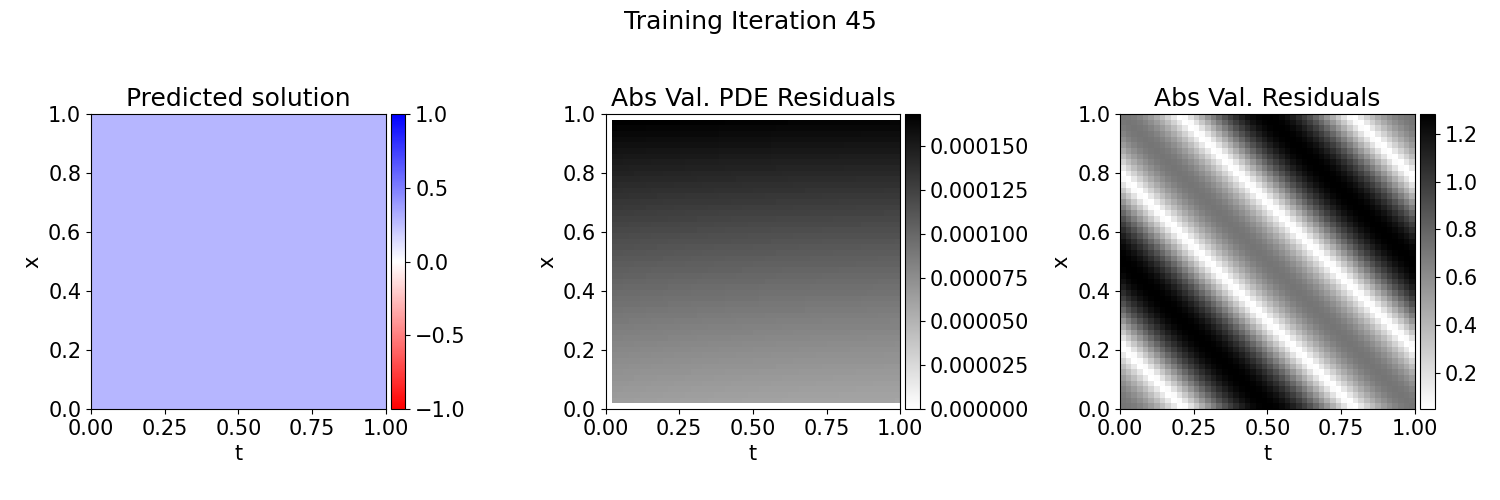 Training Iteration 45
Predicted solution
1.0
0.8
0.6
0.4
0.2
0.0
x
0.00 0.25 0.50 0.75 1.00
t
1.0
0.5
0.0
−0.5
−1.0
Abs Val. PDE Residuals
1.0
0.8
0.6
0.4
0.2
0.0
x
0.00 0.25 0.50 0.75 1.00
t
0.000150
0.000125
0.000100
0.000075
0.000050
0.000025
0.000000
Abs Val. Residuals
1.0
0.8
0.6
0.4
0.2
0.0
x
0.00 0.25 0.50 0.75 1.00
t
1.2
1.0
0.8
0.6
0.4
0.2